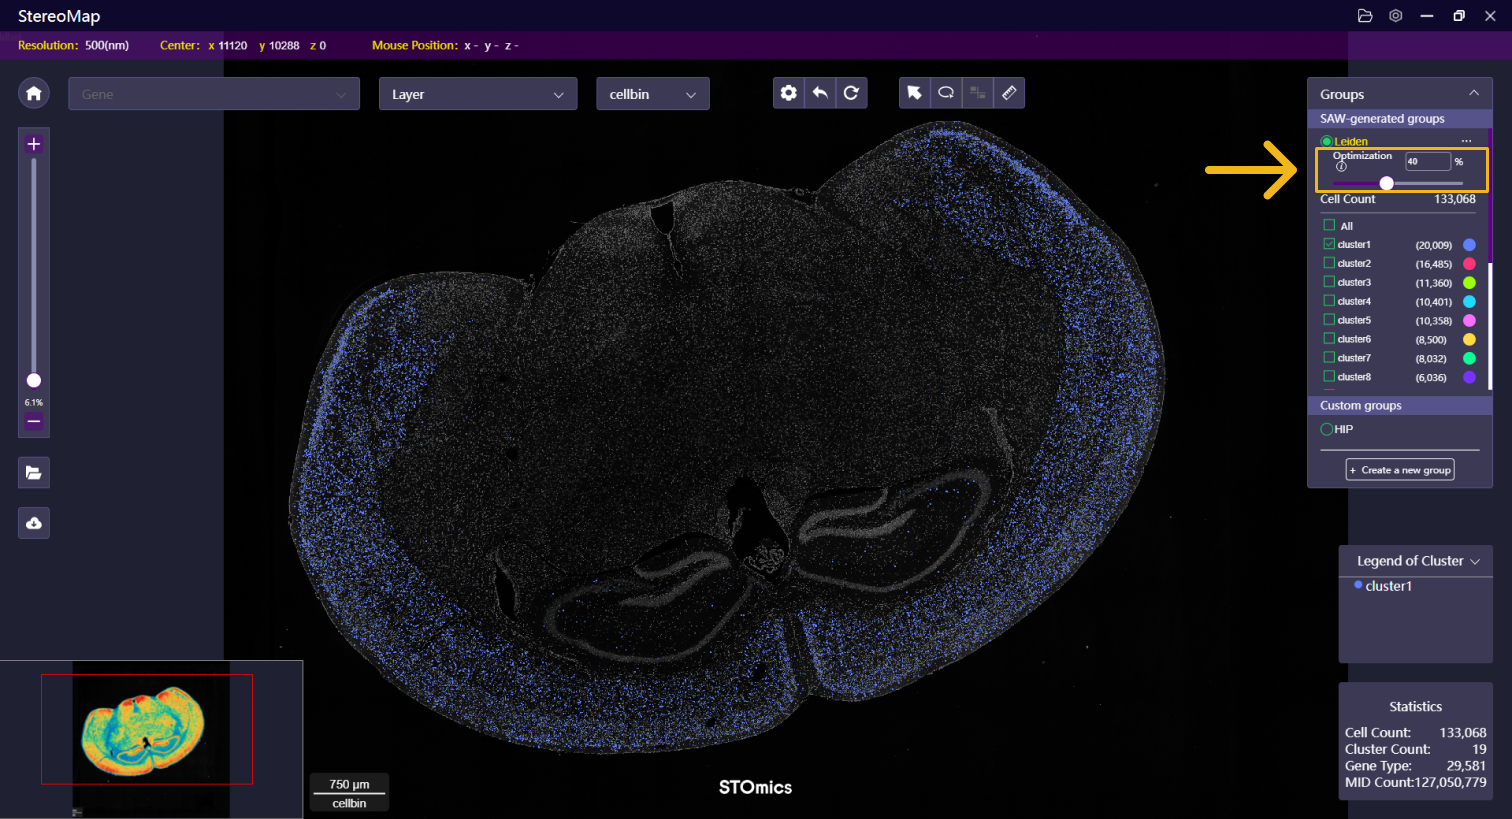 StereoMap
Resolution: 500(nm) Center: x 11120 y 10288 z 0 Mouse Position: x - y - z -
Gene
Layer
cellbin
6.1%
Groups
SAW-generated groups
Leiden ...
Optimization 40 %
Cell Count 133,068
All
cluster1 (20,009)
cluster2 (16,485)
cluster3 (11,360)
cluster4 (10,401)
cluster5 (10,358)
cluster6 (8,500)
cluster7 (8,032)
cluster8 (6,036)
Custom groups
HIP
+ Create a new group
Legend of Cluster
cluster1
Statistics
Cell Count: 133,068
Cluster Count: 19
Gene Type: 29,581
MID Count:127,050,779
750 μm
cellbin
STOmics